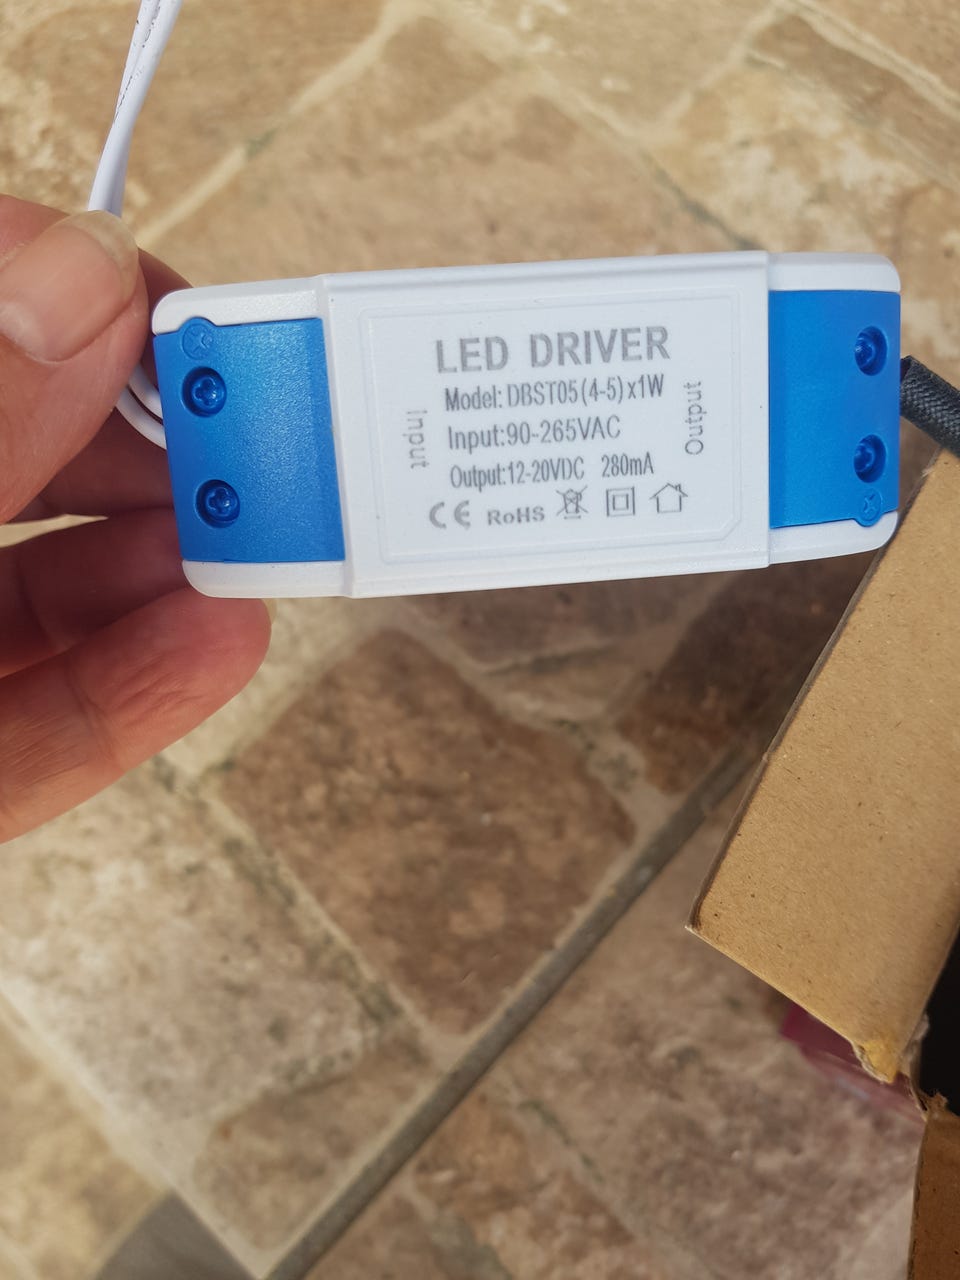 LED DRIVER
Model: DBST05(4-5)x1W
Input:90-265VAC
Output:12-20VDC 280mA
CE RoHS
Input
Output